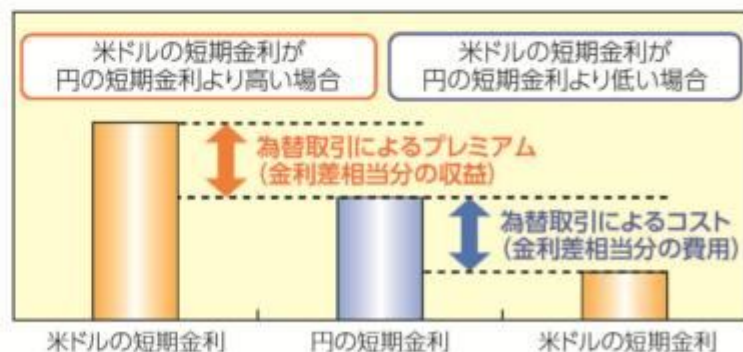 米ドルの短期金利が
円の短期金利より高い場合
米ドルの短期金利が
円の短期金利より低い場合
為替取引によるプレミアム
(金利差相当分の収益)
為替取引によるコスト
(金利差相当分の費用)
米ドルの短期金利
円の短期金利
米ドルの短期金利